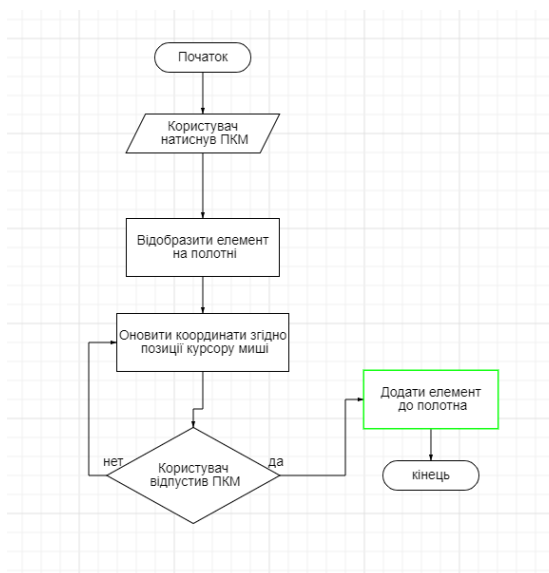 Початок
Користувач
натиснув ПКМ
Відобразити елемент
на полотні
Оновити координати згідно
позиції курсору миші
нет
Користувач
відпустив ПКМ
да
Додати елемент
до полотна
кінець